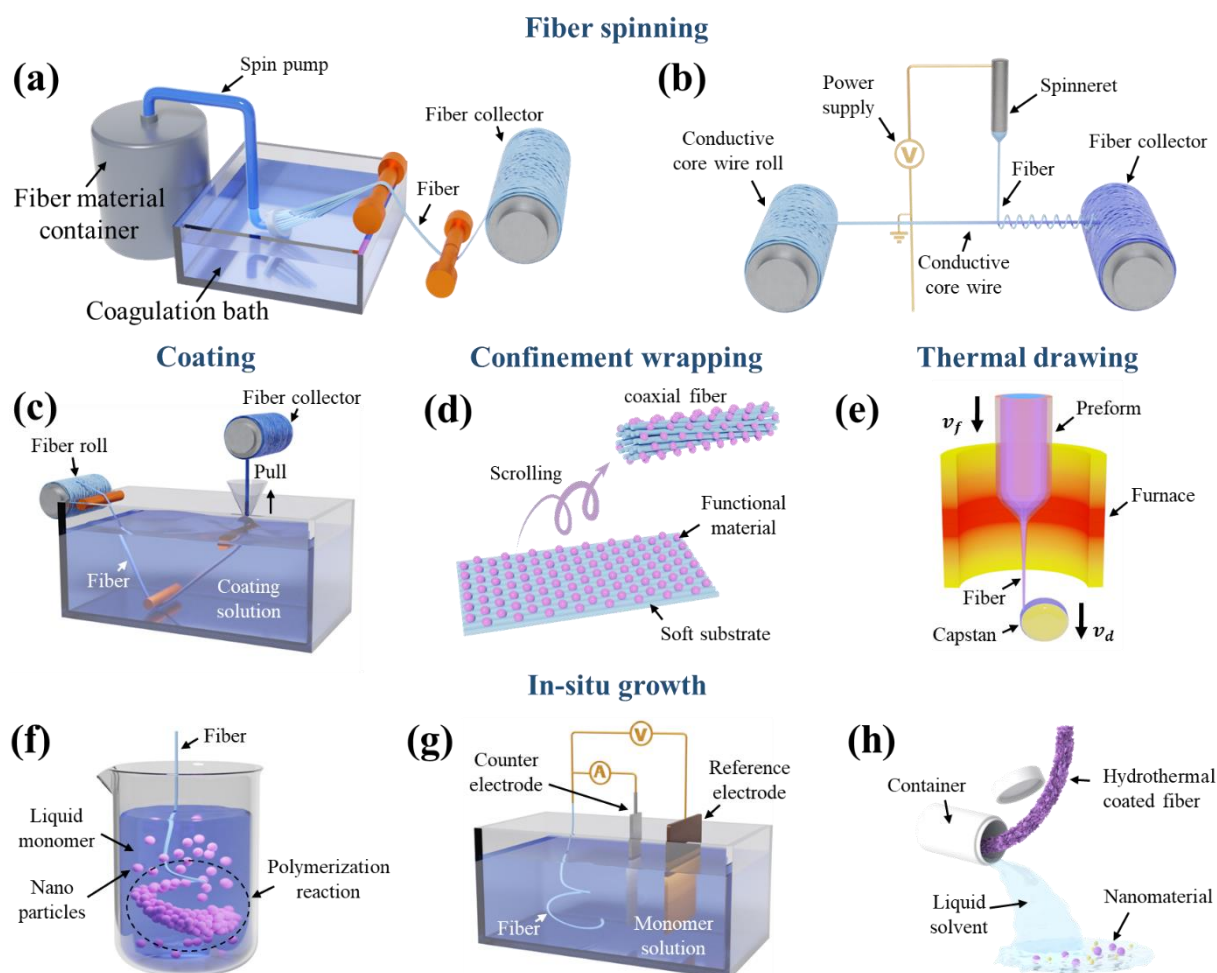 Fiber spinning
(a)
Spin pump
Fiber material
container
Coagulation bath
Fiber
Fiber collector
(b)
Power
supply
V
Spinneret
Conductive
core wire roll
Fiber
Fiber collector
Conductive
core wire
Coating
(c)
Fiber collector
Fiber roll
Pull
Fiber
Coating
solution
Confinement wrapping
(d)
coaxial fiber
Scrolling
Functional
material
Soft substrate
Thermal drawing
(e)
v_f
Preform
Furnace
Fiber
Capstan
v_d
In-situ growth
(f)
Fiber
Liquid
monomer
Nano
particles
Polymerization
reaction
(g)
V
A
Counter
electrode
Reference
electrode
Fiber
Monomer
solution
(h)
Container
Hydrothermal
coated fiber
Liquid
solvent
Nanomaterial